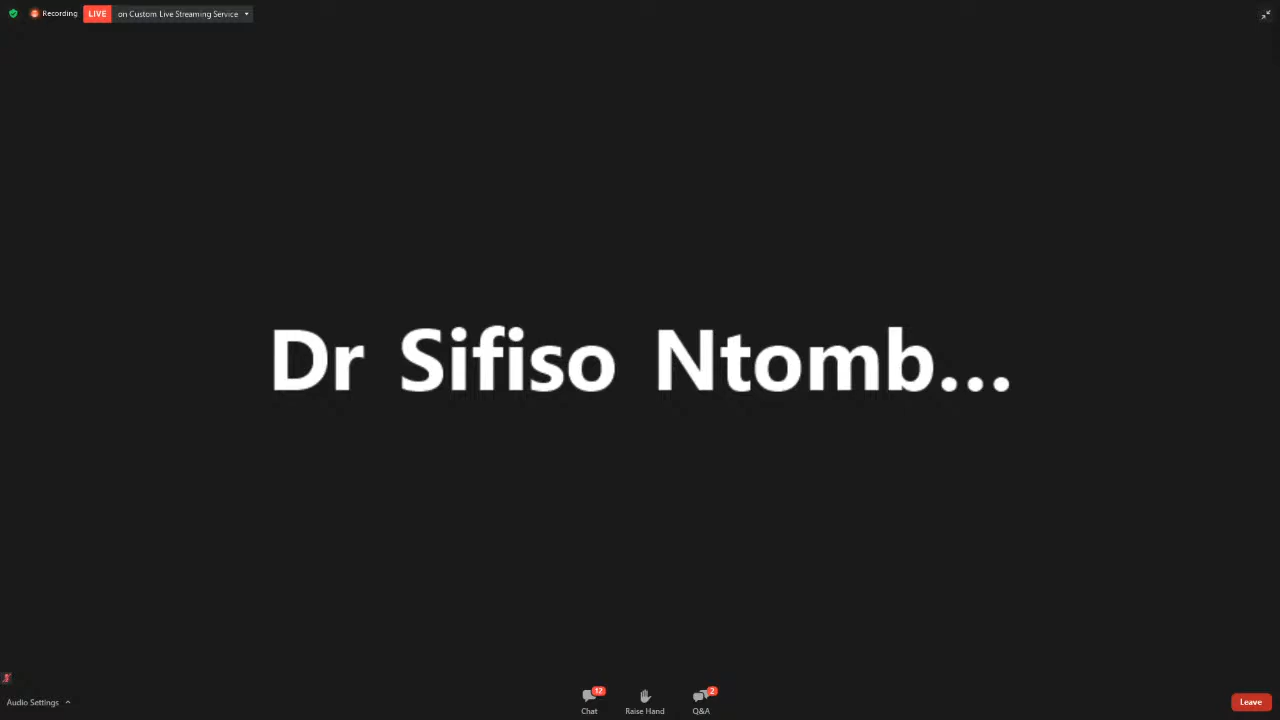 Recording LIVE on Custom Live Streaming Service
Dr Sifiso Ntomb...
12 2
Audio Settings Chat Raise Hand Q&A Leave